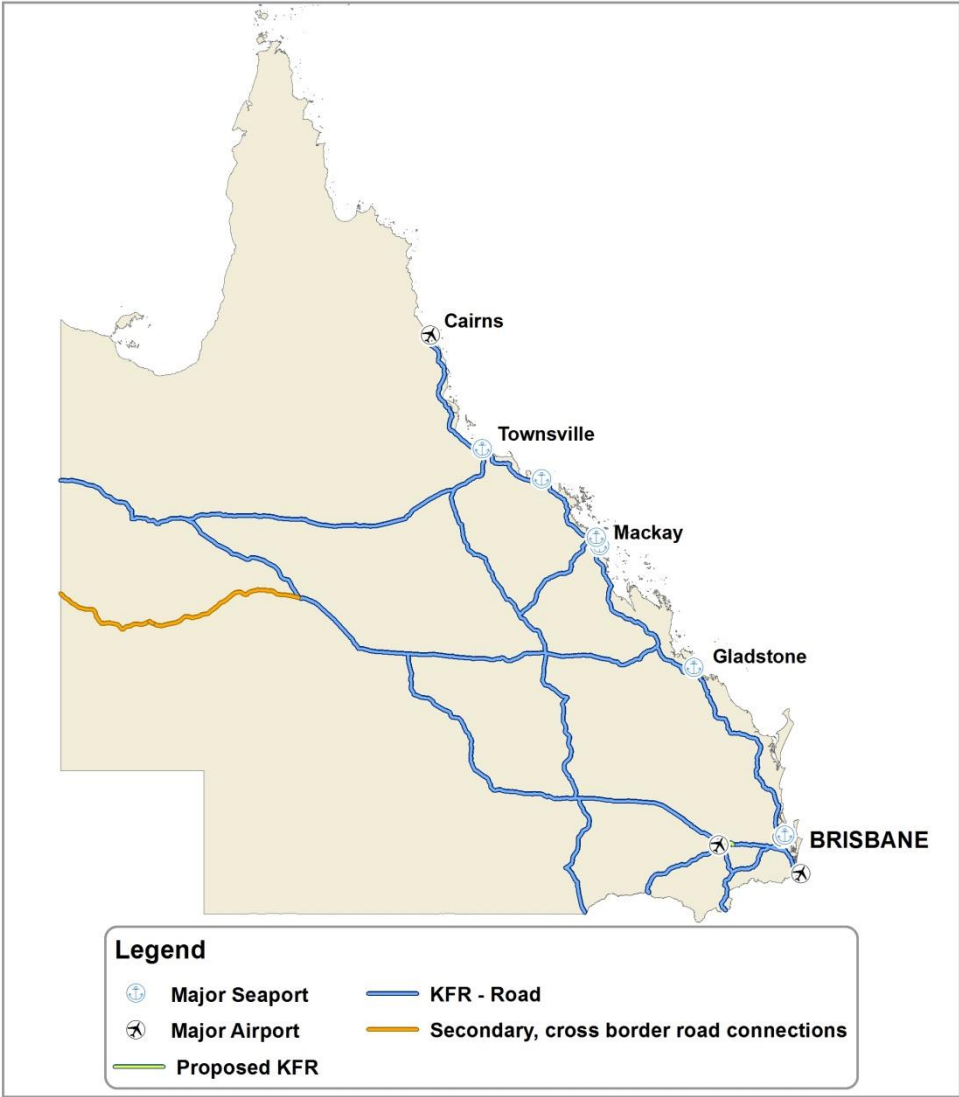 Cairns
Townsville
Mackay
Gladstone
BRISBANE
Legend
Major Seaport
KFR - Road
Major Airport
Secondary, cross border road connections
Proposed KFR